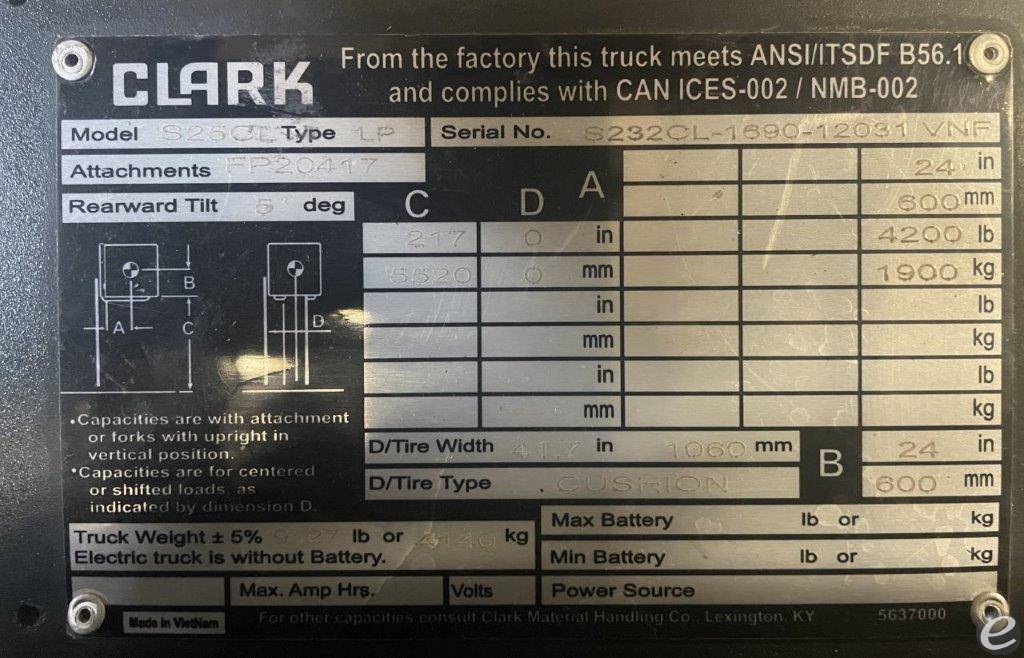 CLARK
From the factory this truck meets ANSI/ITSDF B56.1
and complies with CAN ICES-002 / NMB-002
Model S25CL Type LP Serial No. S232CL-1690-12031 VNF
Attachments FP20417
24 in
Rearward Tilt 5 deg C D A 600 mm
217 0 in 4200 lb
5520 0 mm 1900 kg
in lb
mm kg
in lb
mm kg
B
A C D
•Capacities are with attachment
or forks with upright in
vertical position.
•Capacities are for centered
or shifted loads, as
indicated by dimension D.
D/Tire Width 41.7 in 1060 mm B 24 in
D/Tire Type CUSHION 600 mm
Truck Weight ± 5% lb or 4140 kg
Electric truck is without Battery.
Max Battery lb or kg
Min Battery lb or kg
Max. Amp Hrs. Volts Power Source
Made in VietNam
For other capacities consult Clark Material Handling Co., Lexington, KY 5637000
e